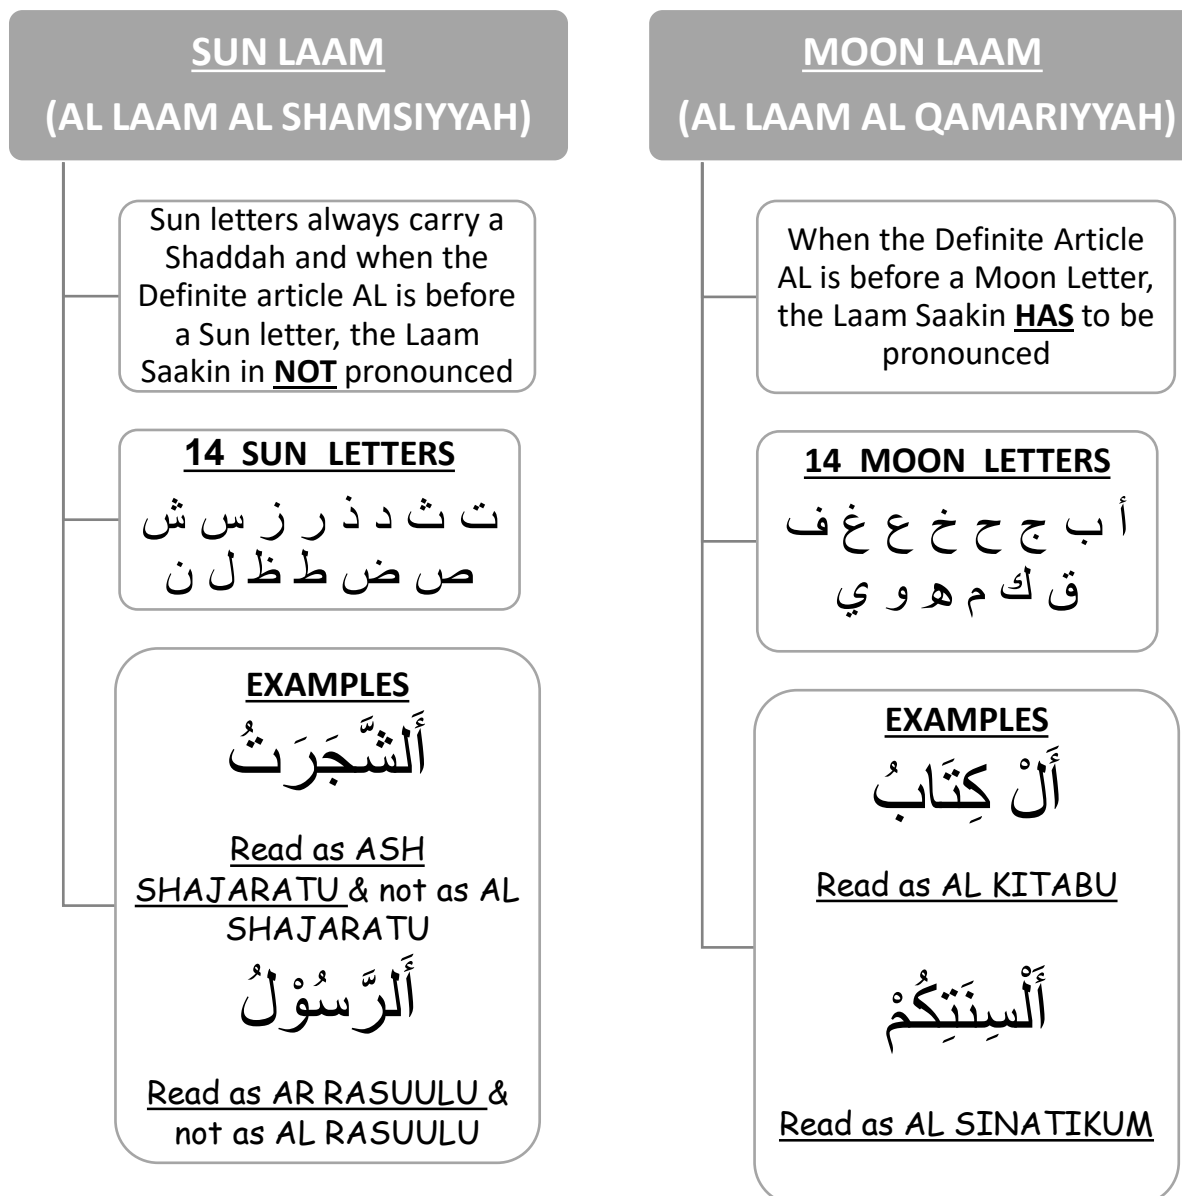 SUN LAAM
(AL LAAM AL SHAMSIYYAH)
Sun letters always carry a
Shaddah and when the
Definite article AL is before
a Sun letter, the Laam
Saakin in NOT pronounced
14 SUN LETTERS
ت ث د ذ ر ز س ش
ص ض ط ظ ل ن
EXAMPLES
أَلشَّجَرَتُ
Read as ASH
SHAJARATU & not as AL
SHAJARATU
أَلرَّسُوْلُ
Read as AR RASUULU &
not as AL RASUULU
MOON LAAM
(AL LAAM AL QAMARIYYAH)
When the Definite Article
AL is before a Moon Letter,
the Laam Saakin HAS to be
pronounced
14 MOON LETTERS
أ ب ج ح خ ع غ ف
ق ك م ه و ي
EXAMPLES
أَلْ كِتَابُ
Read as AL KITABU
أَلْسِنَتِكُمْ
Read as AL SINATIKUM